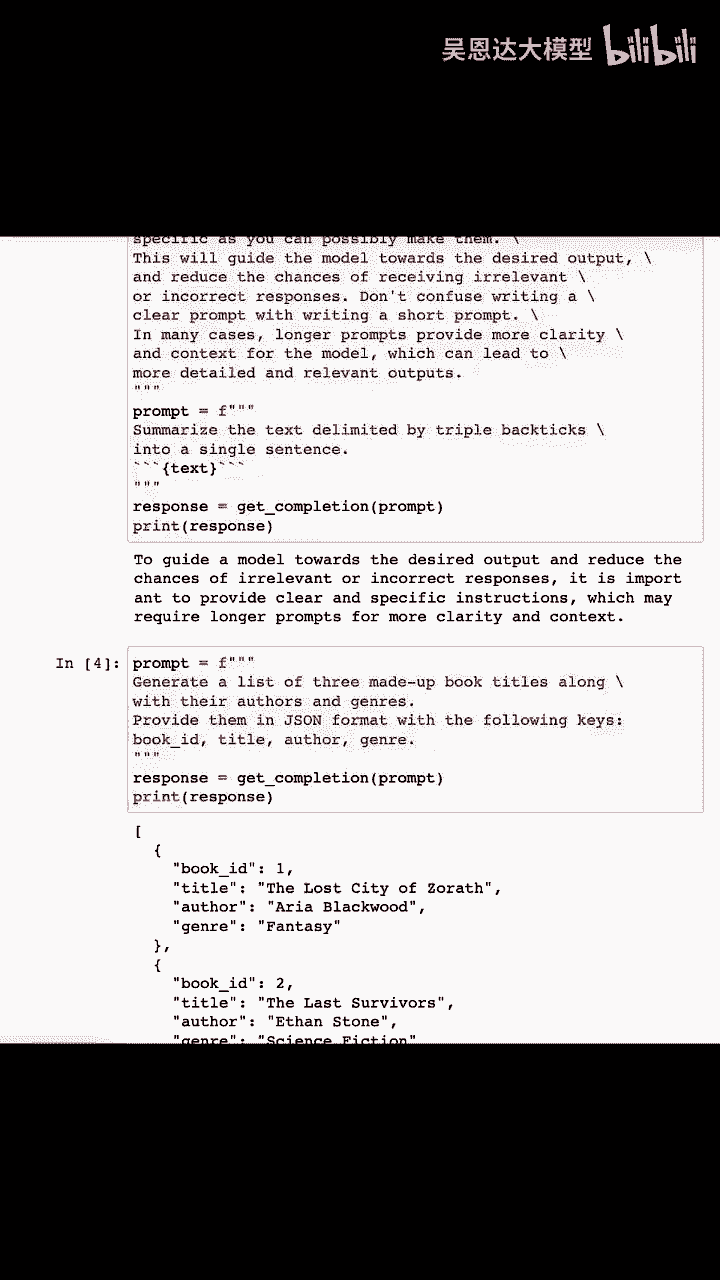 吴恩达大模型 bilibili
specific as you can possibly make them. \
This will guide the model towards the desired output, \
and reduce the chances of receiving irrelevant \
or incorrect responses. Don't confuse writing a \
clear prompt with writing a short prompt. \
In many cases, longer prompts provide more clarity \
and context for the model, which can lead to \
more detailed and relevant outputs.
"""
prompt = f"""
Summarize the text delimited by triple backticks \
into a single sentence.
```{text}```
"""
response = get_completion(prompt)
print(response)
To guide a model towards the desired output and reduce the
chances of irrelevant or incorrect responses, it is import
ant to provide clear and specific instructions, which may
require longer prompts for more clarity and context.
In [4]: prompt = f"""
Generate a list of three made-up book titles along \
with their authors and genres.
Provide them in JSON format with the following keys:
book_id, title, author, genre.
"""
response = get_completion(prompt)
print(response)
[
{
"book_id": 1,
"title": "The Lost City of Zorath",
"author": "Aria Blackwood",
"genre": "Fantasy"
},
{
"book_id": 2,
"title": "The Last Survivors",
"author": "Ethan Stone",
"genre": "Science Fiction"